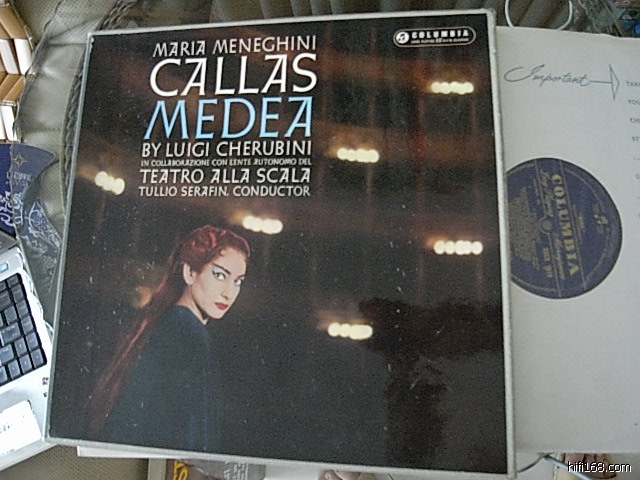 COLUMBIA
MARIA MENEGHINI
CALLAS
MEDEA
BY LUIGI CHERUBINI
IN COLLABORAZIONE CON L'ENTE AUTONOMO DEL
TEATRO ALLA SCALA
TULLIO SERAFIN, CONDUCTOR
Important
COLUMBIA
hifi168.com